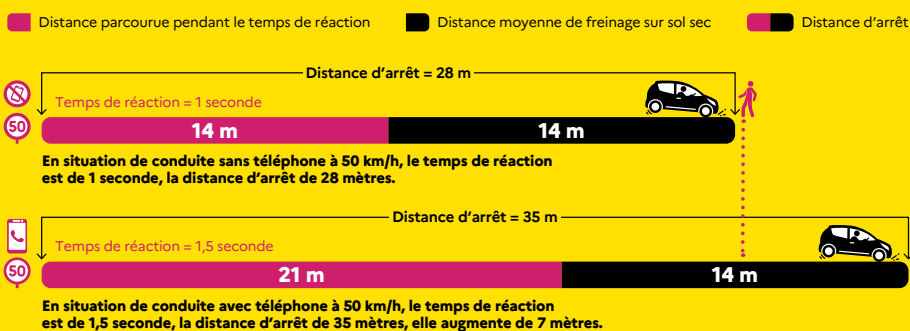 Distance parcourue pendant le temps de réaction
Distance moyenne de freinage sur sol sec
Distance d'arrêt
Distance d'arrêt = 28 m
Temps de réaction = 1 seconde
50
14 m
14 m
En situation de conduite sans téléphone à 50 km/h, le temps de réaction
est de 1 seconde, la distance d'arrêt de 28 mètres.
Distance d'arrêt = 35 m
Temps de réaction = 1,5 seconde
50
21 m
14 m
En situation de conduite avec téléphone à 50 km/h, le temps de réaction
est de 1,5 seconde, la distance d'arrêt de 35 mètres, elle augmente de 7 mètres.